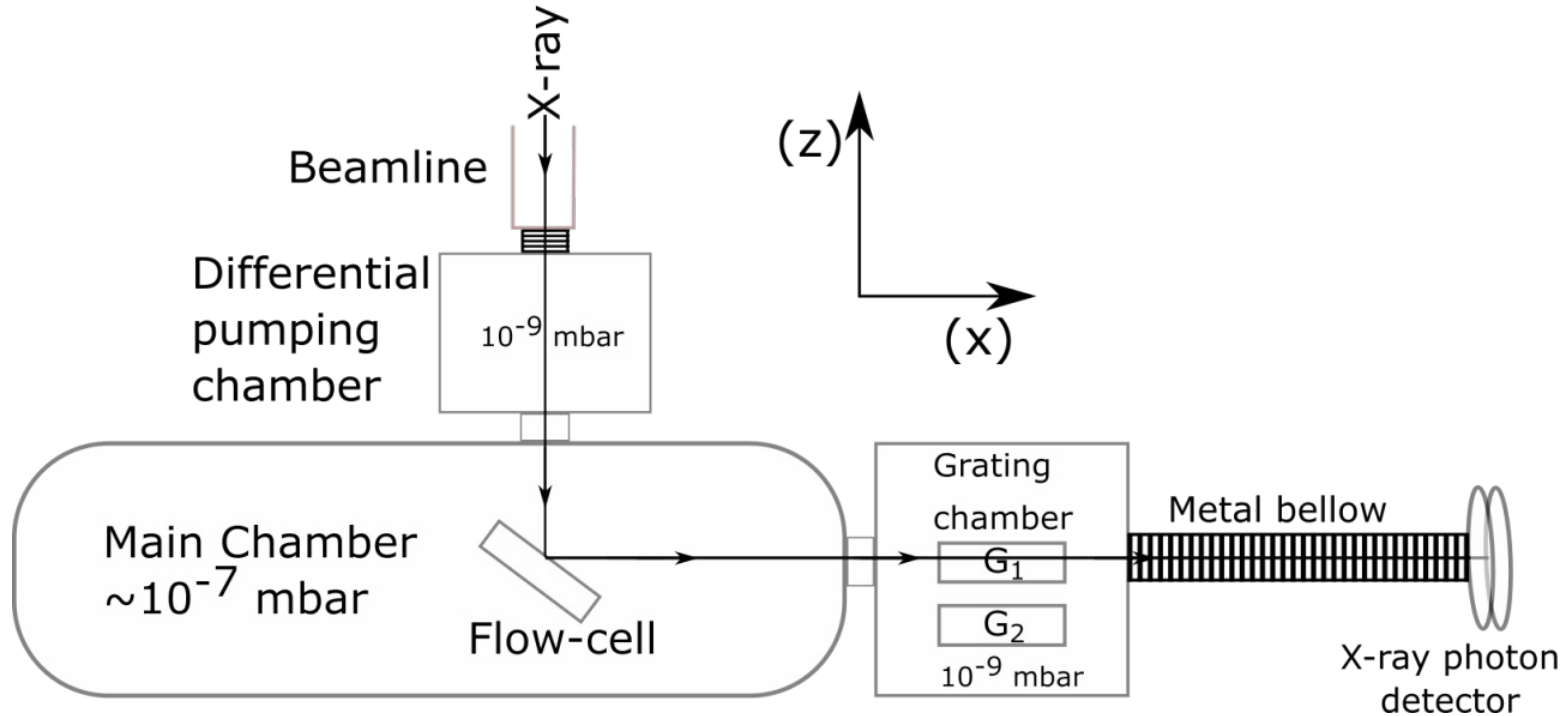 X-ray
Beamline
(z)
(x)
Differential
pumping
chamber
10⁻⁹ mbar
Main Chamber
~10⁻⁷ mbar
Flow-cell
Grating
chamber
G₁
G₂
10⁻⁹ mbar
Metal bellow
X-ray photon
detector